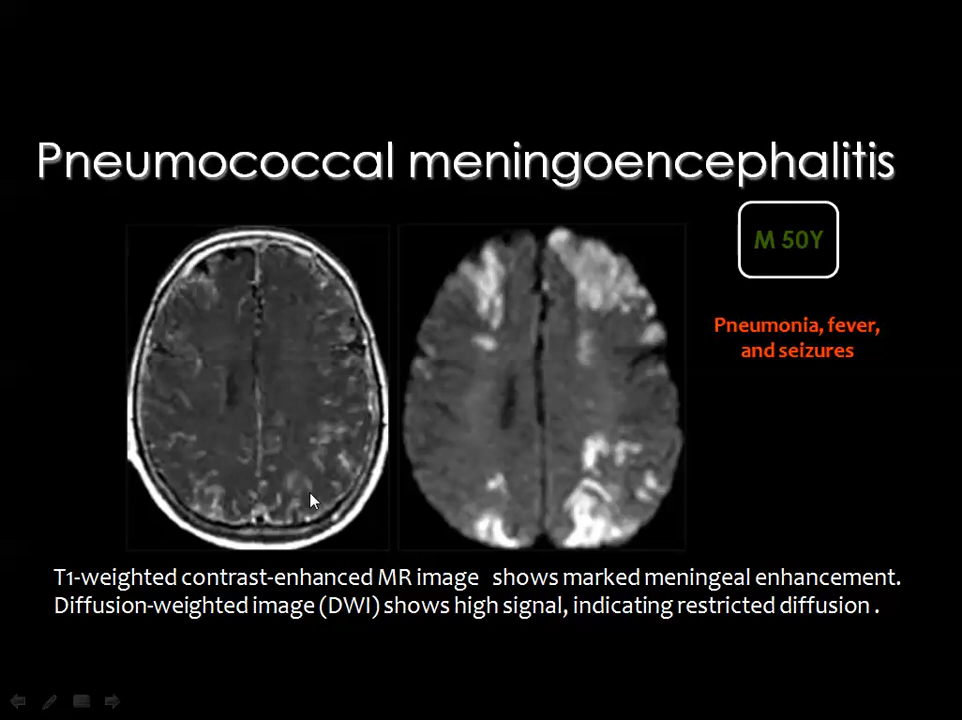 Pneumococcal meningoencephalitis
M 50Y
Pneumonia, fever,
and seizures
T1-weighted contrast-enhanced MR image shows marked meningeal enhancement.
Diffusion-weighted image (DWI) shows high signal, indicating restricted diffusion .